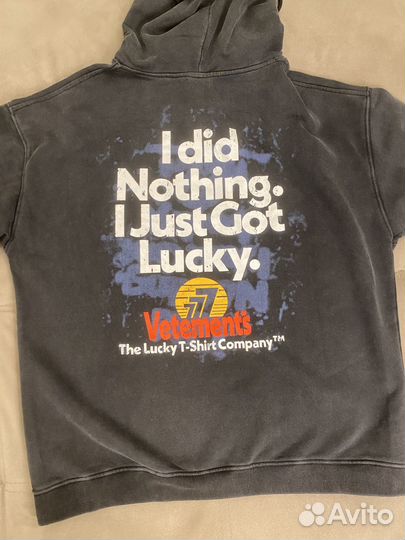 I did
Nothing.
I Just Got
Lucky.
77
Vetements
The Lucky T-Shirt Company™
Avito